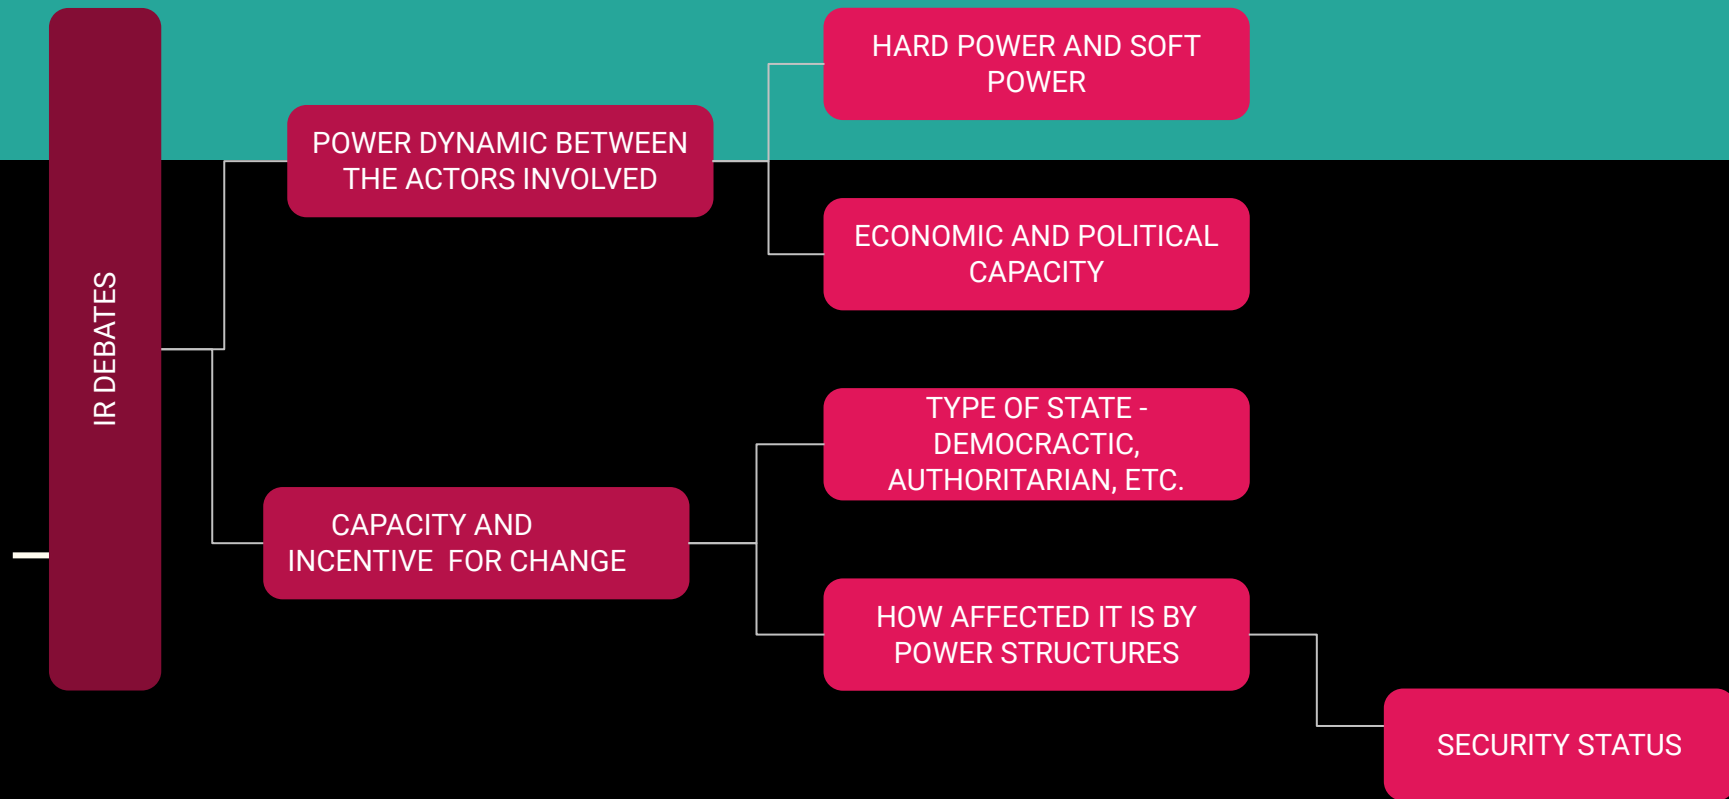 IR DEBATES
POWER DYNAMIC BETWEEN
THE ACTORS INVOLVED
HARD POWER AND SOFT
POWER
ECONOMIC AND POLITICAL
CAPACITY
CAPACITY AND
INCENTIVE  FOR CHANGE
TYPE OF STATE -
DEMOCRACTIC,
AUTHORITARIAN, ETC.
HOW AFFECTED IT IS BY
POWER STRUCTURES
SECURITY STATUS